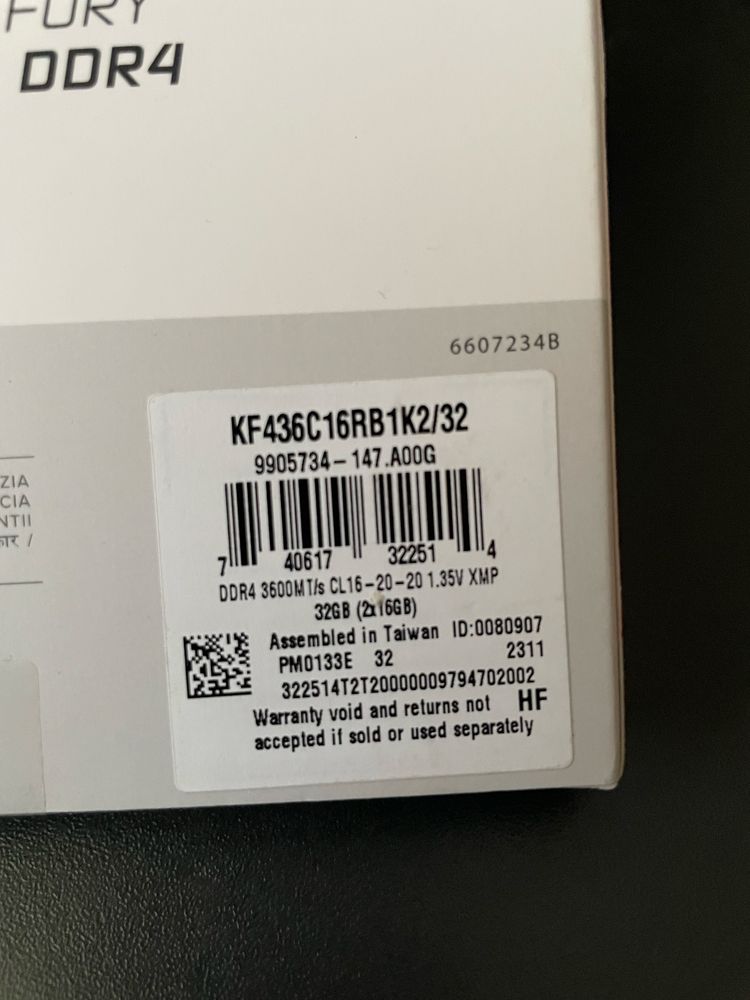 FURY
DDR4
6607234B
KF436C16RB1K2/32
9905734-147.A00G
7 40617 32251 4
DDR4 3600MT/s CL16-20-20 1.35V XMP
32GB (2x16GB)
Assembled in Taiwan ID:0080907
PM0133E 32 2311
322514T2T20000009794702002
Warranty void and returns not HF
accepted if sold or used separately
ZIA
CIA
NTII
कार /